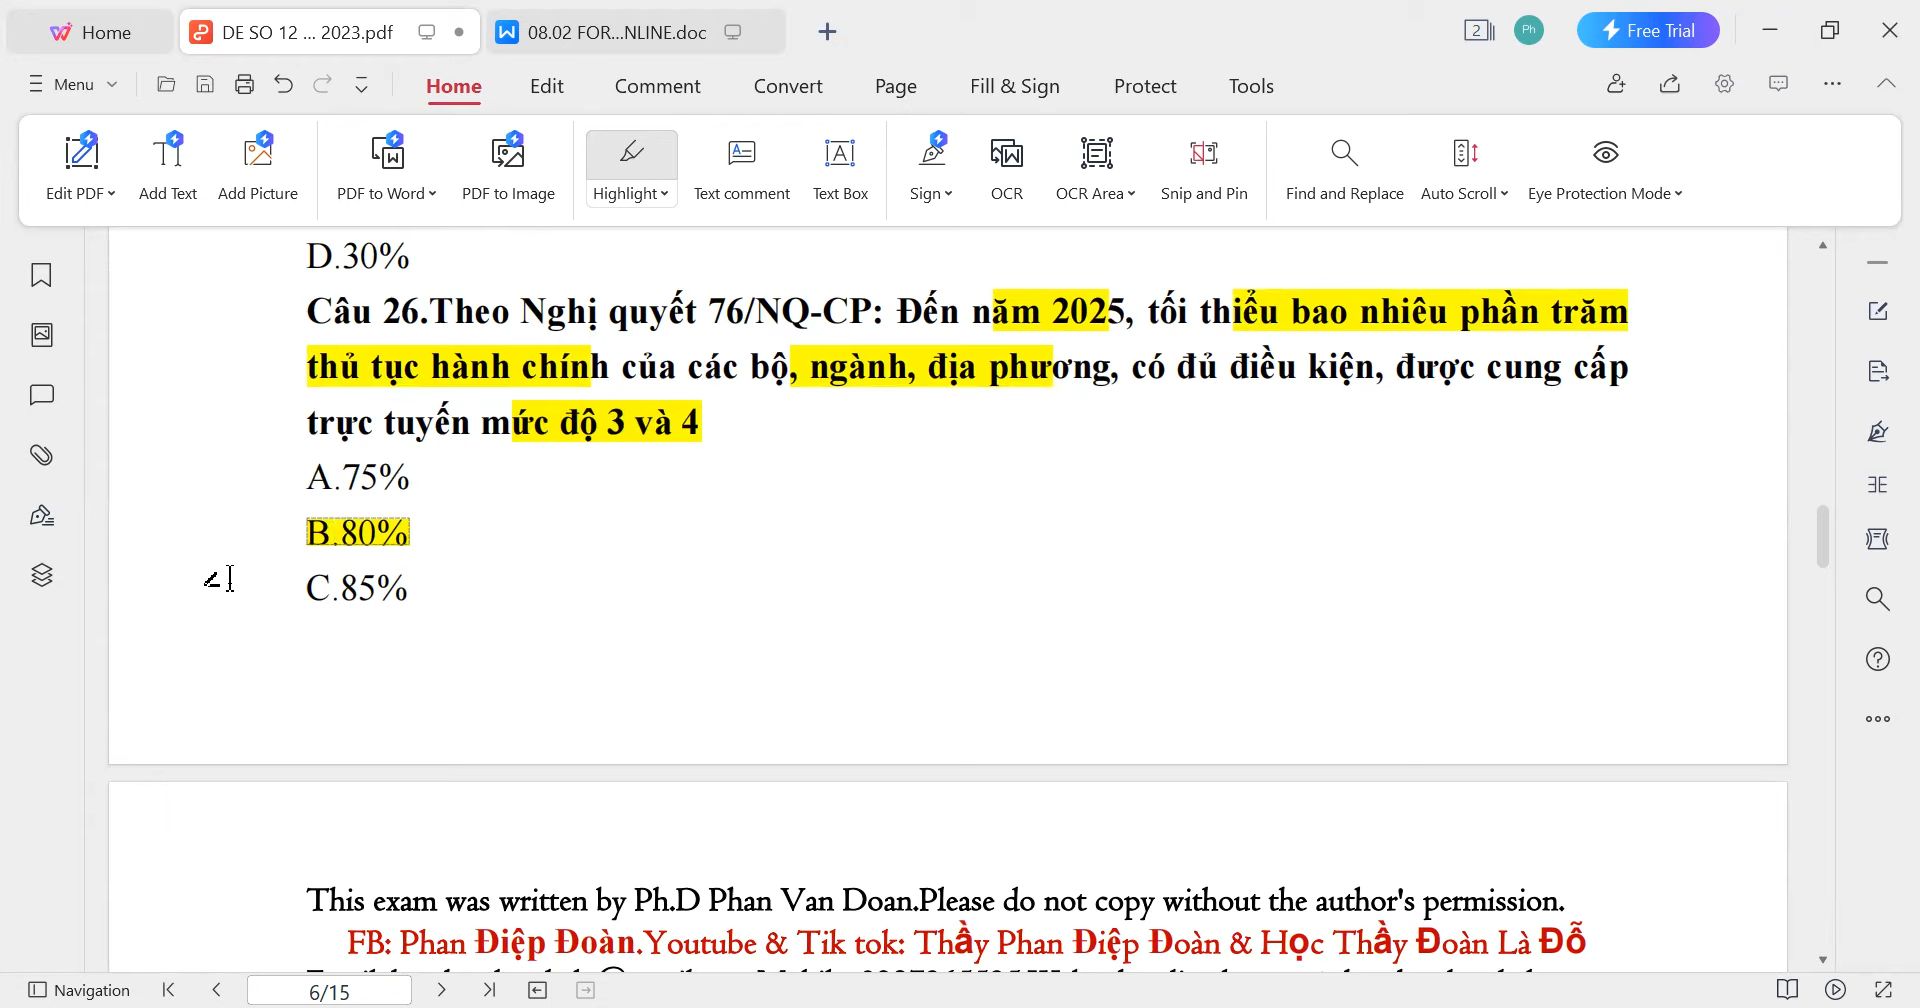 Home
DE SO 12 ... 2023.pdf
08.02 FOR...NLINE.doc
2
Ph
Free Trial
Menu
Home
Edit
Comment
Convert
Page
Fill & Sign
Protect
Tools
Edit PDF
Add Text
Add Picture
PDF to Word
PDF to Image
Highlight
Text comment
Text Box
Sign
OCR
OCR Area
Snip and Pin
Find and Replace
Auto Scroll
Eye Protection Mode
D.30%
Câu 26.Theo Nghị quyết 76/NQ-CP: Đến năm 2025, tối thiểu bao nhiêu phần trăm
thủ tục hành chính của các bộ, ngành, địa phương, có đủ điều kiện, được cung cấp
trực tuyến mức độ 3 và 4
A.75%
B.80%
C.85%
This exam was written by Ph.D Phan Van Doan.Please do not copy without the author's permission.
FB: Phan Điệp Đoàn.Youtube & Tik tok: Thầy Phan Điệp Đoàn & Học Thầy Đoàn Là Đỗ
Navigation
6/15